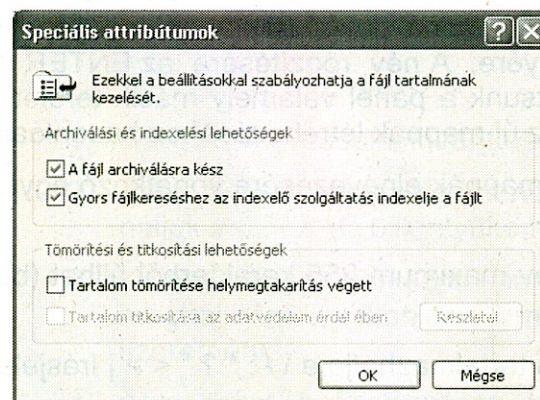 Speciális attribútumok
Ezekkel a beállításokkal szabályozhatja a fájl tartalmának
kezelését.
Archiválási és indexelési lehetőségek
A fájl archiválásra kész
Gyors fájlkereséshez az indexelő szolgáltatás indexelje a fájlt
Tömörítési és titkosítási lehetőségek
Tartalom tömörítése helymegtakarítás végett
Tartalom titkosítása az adatvédelem érdekében
OK Mégse